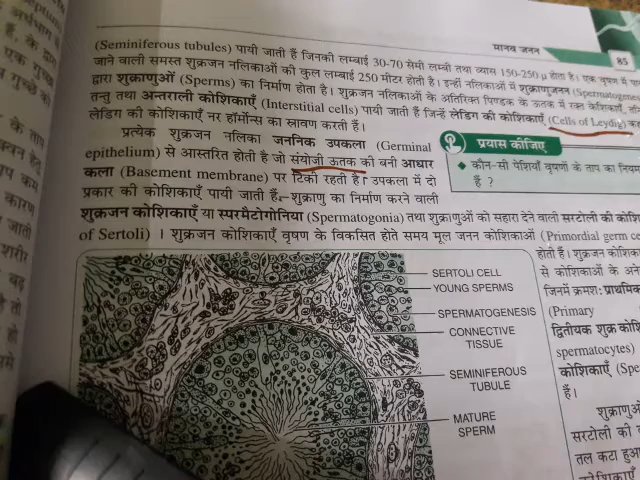 मानव जनन
85
(Seminiferous tubules) पायी जाती हैं जिनकी लम्बाई 30-70 सेमी लम्बी तथा व्यास 150-250 µ होता है। एक वृषण में पायी
जाने वाली समस्त शुक्रजन नलिकाओं की कुल लम्बाई 250 मीटर होती है। इन्हीं नलिकाओं में शुक्राणुजनन
द्वारा शुक्राणुओं (Sperms) का निर्माण होता है। शुक्रजन नलिकाओं के अतिरिक्त पिण्डक के ऊतक में रक्त केशिकाएँ,
तन्तु तथा अन्तराली कोशिकाएँ (Interstitial cells) पायी जाती हैं जिन्हें लेडिग की कोशिकाएँ (Cells of Leydig)
लेडिग की कोशिकाएँ नर हॉर्मोन्स का स्रावण करती हैं।
प्रत्येक शुक्रजन नलिका जननिक उपकला (Germinal
epithelium) से आस्तरित होती है जो संयोजी ऊतक की बनी आधार
कला (Basement membrane) पर टिकी रहती है। उपकला में दो
प्रकार की कोशिकाएँ पायी जाती हैं—शुक्राणु का निर्माण करने वाली
शुक्रजन कोशिकाएँ या स्परमैटोगोनिया (Spermatogonia) तथा शुक्राणुओं को सहारा देने वाली सरटोली की
of Sertoli) । शुक्रजन कोशिकाएँ वृषण के विकसित होते समय मूल जनन कोशिकाओं (Primordial germ
प्रयास कीजिए
कौन-सी पेशियाँ वृषणों के ताप का
हैं ?
SERTOLI CELL
YOUNG SPERMS
SPERMATOGENESIS
CONNECTIVE
TISSUE
SEMINIFEROUS
TUBULE
MATURE
SPERM
होती हैं। शुक्रजन
से कोशिकाओं के
जिनमें क्रमशः
(Primary
द्वितीयक शुक्र
spermatocytes)
कोशिकाएँ
हैं।
शुक्राणुओं
सरटोली की
तल कटा हुआ